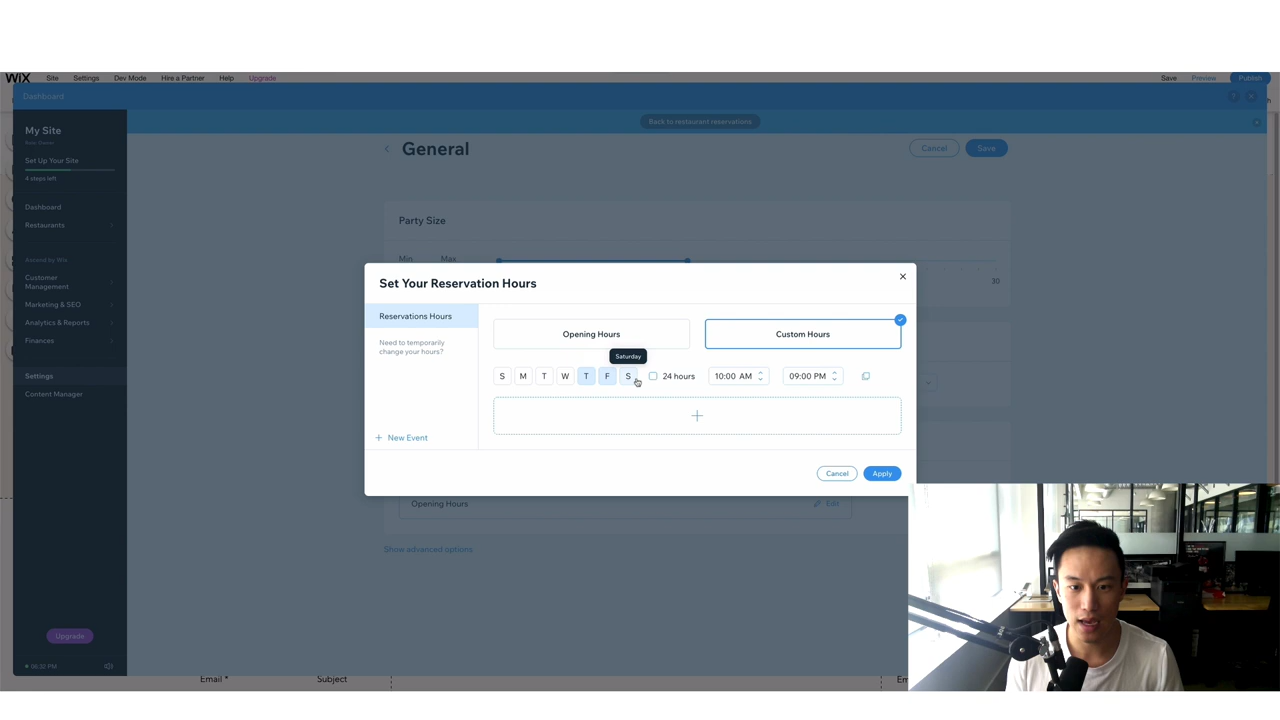 WiX Site Settings Dev Mode Hire a Partner Help Upgrade Save Preview Publish
Dashboard ?
Back to restaurant reservations
My Site
Set Up Your Site
4 steps left
Dashboard
Restaurants
Ascend by Wix
Customer
Management
Marketing & SEO
Analytics & Reports
Finances
Settings
Content Manager
Upgrade
06:32 PM
General
Cancel Save
Party Size
Min Max
30
Set Your Reservation Hours
Reservations Hours
Need to temporarily
change your hours?
+ New Event
Opening Hours Custom Hours
Saturday
S M T W T F S 24 hours 10:00 AM 09:00 PM
+
Cancel Apply
Opening Hours Edit
Show advanced options
Email * Subject